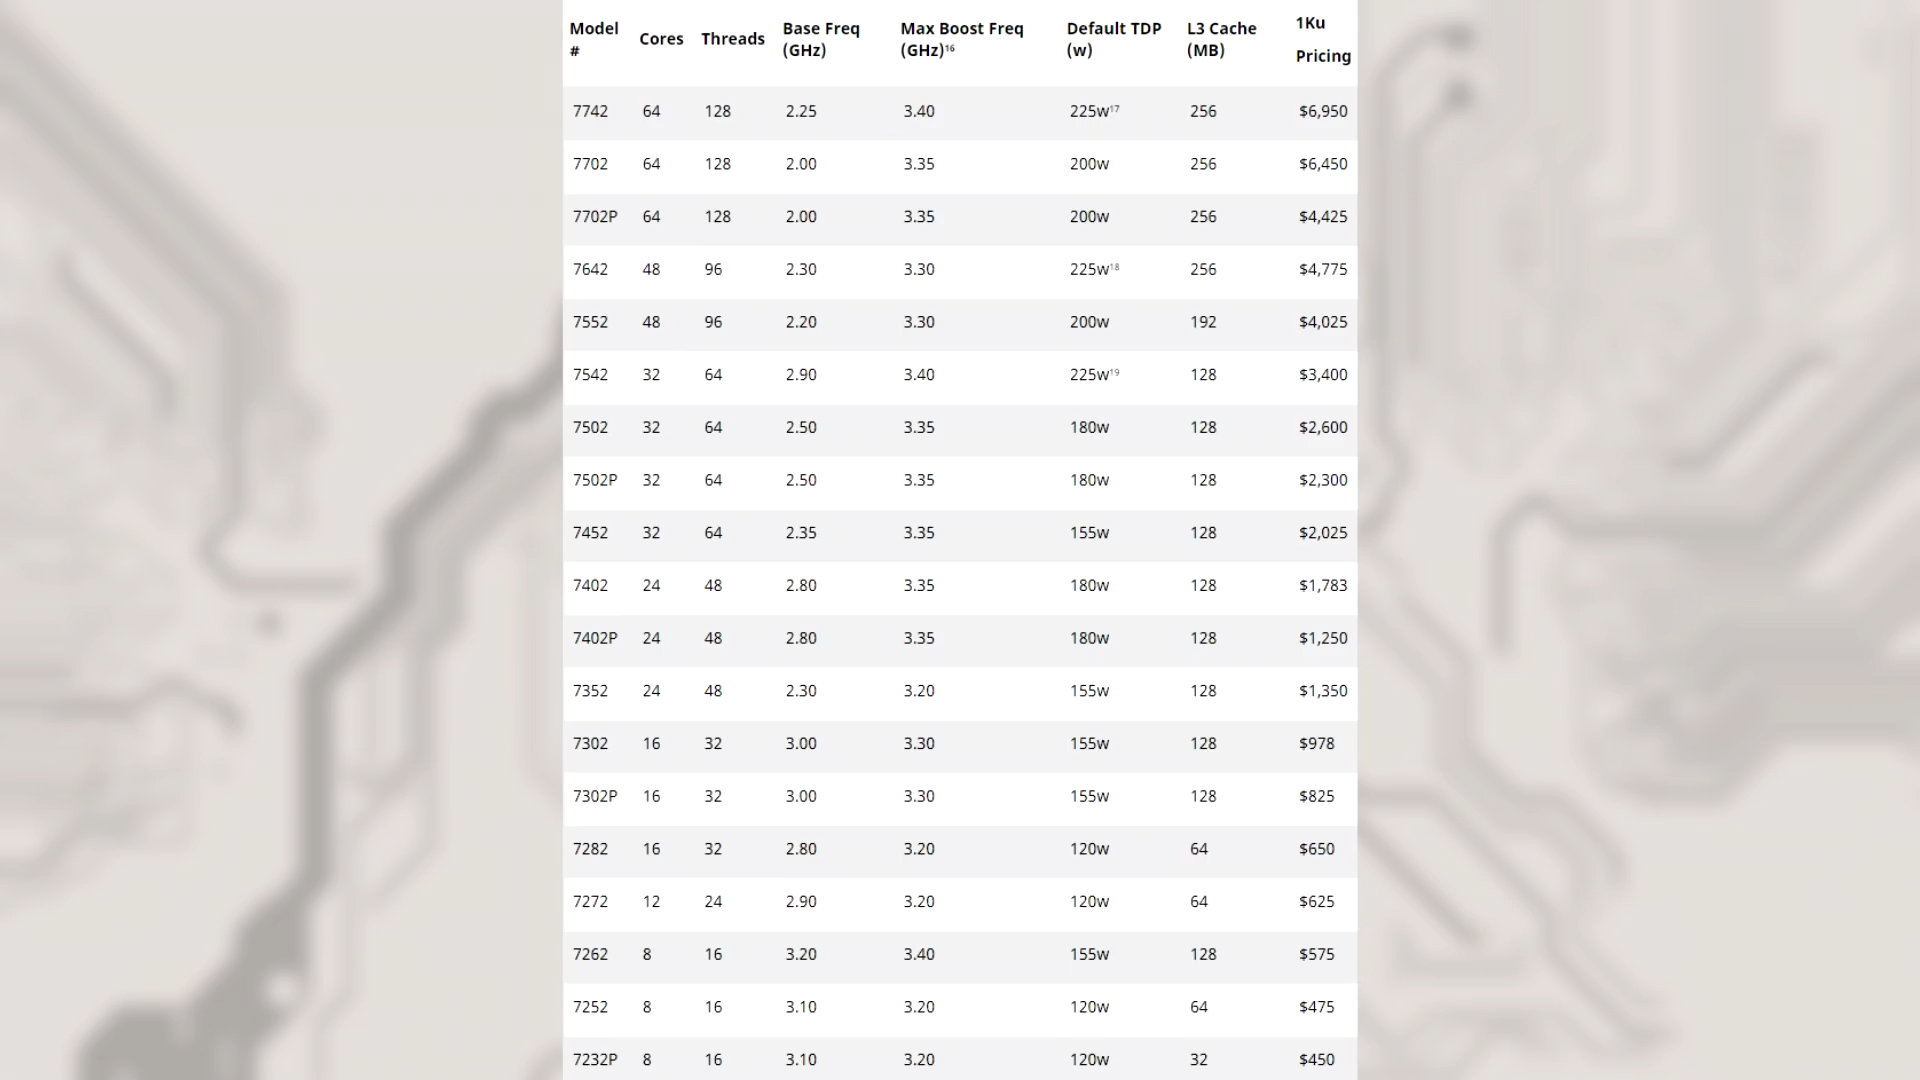 Model # Cores Threads Base Freq (GHz) Max Boost Freq (GHz)16 Default TDP (w) L3 Cache (MB) 1Ku Pricing
7742 64 128 2.25 3.40 225w17 256 $6,950
7702 64 128 2.00 3.35 200w 256 $6,450
7702P 64 128 2.00 3.35 200w 256 $4,425
7642 48 96 2.30 3.30 225w18 256 $4,775
7552 48 96 2.20 3.30 200w 192 $4,025
7542 32 64 2.90 3.40 225w19 128 $3,400
7502 32 64 2.50 3.35 180w 128 $2,600
7502P 32 64 2.50 3.35 180w 128 $2,300
7452 32 64 2.35 3.35 155w 128 $2,025
7402 24 48 2.80 3.35 180w 128 $1,783
7402P 24 48 2.80 3.35 180w 128 $1,250
7352 24 48 2.30 3.20 155w 128 $1,350
7302 16 32 3.00 3.30 155w 128 $978
7302P 16 32 3.00 3.30 155w 128 $825
7282 16 32 2.80 3.20 120w 64 $650
7272 12 24 2.90 3.20 120w 64 $625
7262 8 16 3.20 3.40 155w 128 $575
7252 8 16 3.10 3.20 120w 64 $475
7232P 8 16 3.10 3.20 120w 32 $450